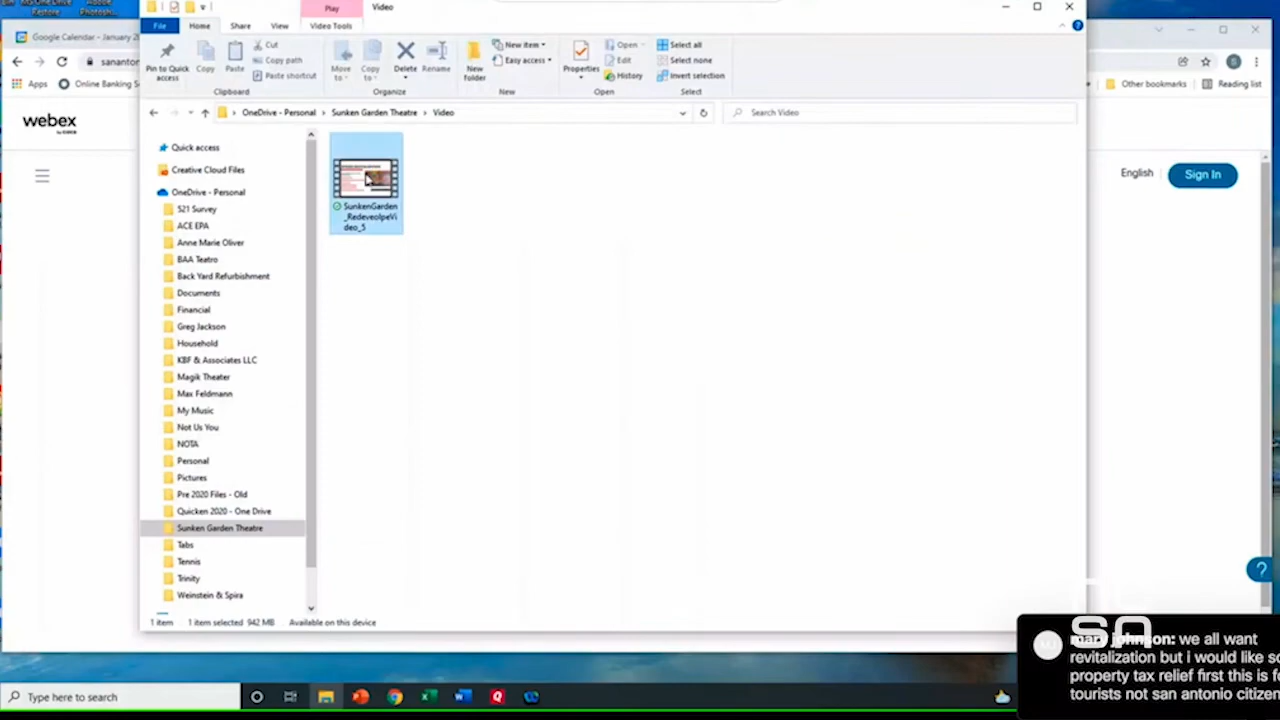 Restore
Photosh...
Play
Video
Google Calendar - January 2
File
Home
Share
View
Video Tools
sananton
Apps
Online Banking S
Other bookmarks
Reading list
Pin to Quick
access
Copy
Paste
Cut
Copy path
Paste shortcut
Clipboard
Move
to
Copy
to
Delete
Rename
Organize
New
folder
New item
Easy access
New
Properties
Open
Edit
History
Open
Select all
Select none
Invert selection
Select
OneDrive - Personal
Sunken Garden Theatre
Video
Search Video
webex
by CISCO
English
Sign In
Quick access
Creative Cloud Files
OneDrive - Personal
521 Survey
ACE EPA
Anne Marie Oliver
BAA Teatro
Back Yard Refurbishment
Documents
Financial
Greg Jackson
Household
KBF & Associates LLC
Magik Theater
Max Feldmann
My Music
Not Us You
NOTA
Personal
Pictures
Pre 2020 Files - Old
Quicken 2020 - One Drive
Sunken Garden Theatre
Tabs
Tennis
Trinity
Weinstein & Spira
SunkenGarden
_RedeveolpeVi
deo_5
1 item
1 item selected 942 MB
Available on this device
johnson: we all want
revitalization but i would like so
property tax relief first this is fo
tourists not san antonio citizen
Type here to search